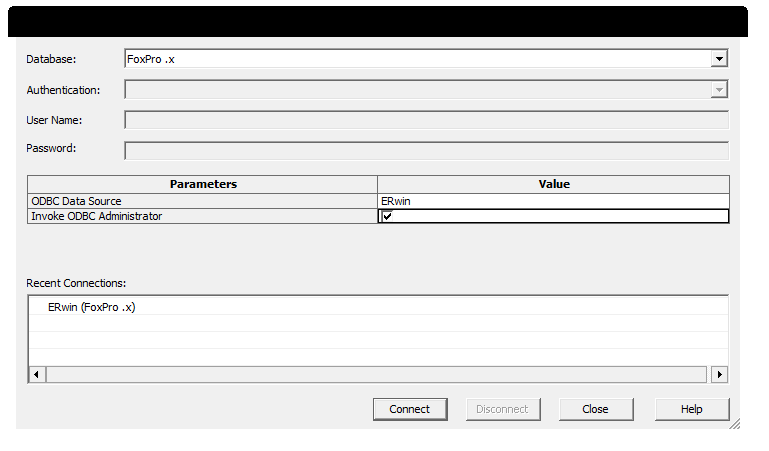 Database: FoxPro .x
Authentication:
User Name:
Password:
Parameters Value
ODBC Data Source ERwin
Invoke ODBC Administrator
Recent Connections:
ERwin (FoxPro .x)
Connect Disconnect Close Help